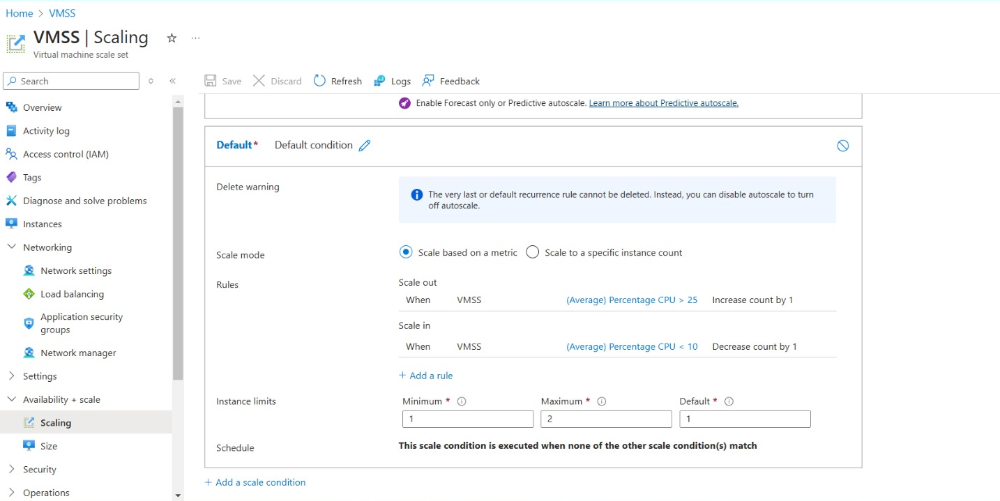 Home > VMSS
VMSS | Scaling
Virtual machine scale set
Search
Overview
Activity log
Access control (IAM)
Tags
Diagnose and solve problems
Instances
Networking
Network settings
Load balancing
Application security
groups
Network manager
Settings
Availability + scale
Scaling
Size
Security
Operations
Save Discard Refresh Logs Feedback
Enable Forecast only or Predictive autoscale. Learn more about Predictive autoscale.
Default* Default condition
Delete warning
The very last or default recurrence rule cannot be deleted. Instead, you can disable autoscale to turn
off autoscale.
Scale mode
Scale based on a metric Scale to a specific instance count
Rules
Scale out
When VMSS (Average) Percentage CPU > 25 Increase count by 1
Scale in
When VMSS (Average) Percentage CPU < 10 Decrease count by 1
+ Add a rule
Instance limits
Minimum * Maximum * Default *
1 2 1
Schedule
This scale condition is executed when none of the other scale condition(s) match
+ Add a scale condition